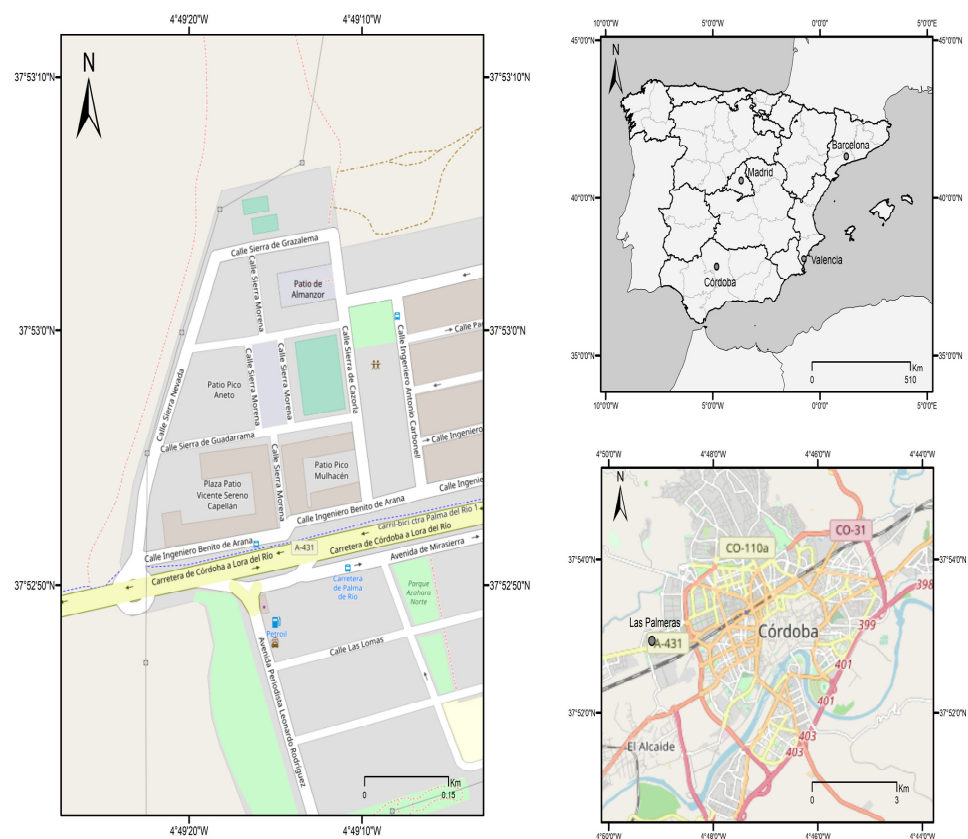 4°49'20"W
4°49'10"W
37°53'10"N
37°53'10"N
N
Calle Sierra de Grazalema
Calle Sierra Morena
Patio de
Almanzor
37°53'0"N
37°53'0"N
Calle Sierra Nevada
Calle Sierra Morena
Calle Sierra Morena
Calle Sierra de Cazorla
Calle Ingeniero Antonio Carbonell
Patio Pico
Aneto
Calle Sierra de Guadarrama
Calle Sierra Morena
Calle Ingeniero
Plaza Patio
Vicente Sereno
Capellán
Patio Pico
Mulhacén
Calle Ingeniero Benito de Arana
Calle Ingeniero Benito de Arana
Carril-bici ctra Palma del Río
A-431
Carretera de Córdoba a Lora del Río
Carretera de Córdoba a Lora del Río
Avenida de Mirasierra
37°52'50"N
37°52'50"N
Carretera
de Palma
de Río
Parque
Azahara
Norte
Petroil
Calle Las Lomas
Avenida Periodista Leonardo Rodríguez
Km
0
0.15
4°49'20"W
4°49'10"W
10°0'0"W
5°0'0"W
0°0'0"
5°0'0"E
45°0'0"N
45°0'0"N
N
Barcelona
Madrid
40°0'0"N
40°0'0"N
Valencia
Córdoba
35°0'0"N
35°0'0"N
Km
0
510
10°0'0"W
5°0'0"W
0°0'0"
5°0'0"E
4°50'0"W
4°48'0"W
4°46'0"W
4°44'0"W
N
CO-31
CO-110a
37°54'0"N
37°54'0"N
398
399
Las Palmeras
A-431
Córdoba
401
401
37°52'0"N
37°52'0"N
403
403
El Alcaide
Km
0
3
4°50'0"W
4°48'0"W
4°46'0"W
4°44'0"W